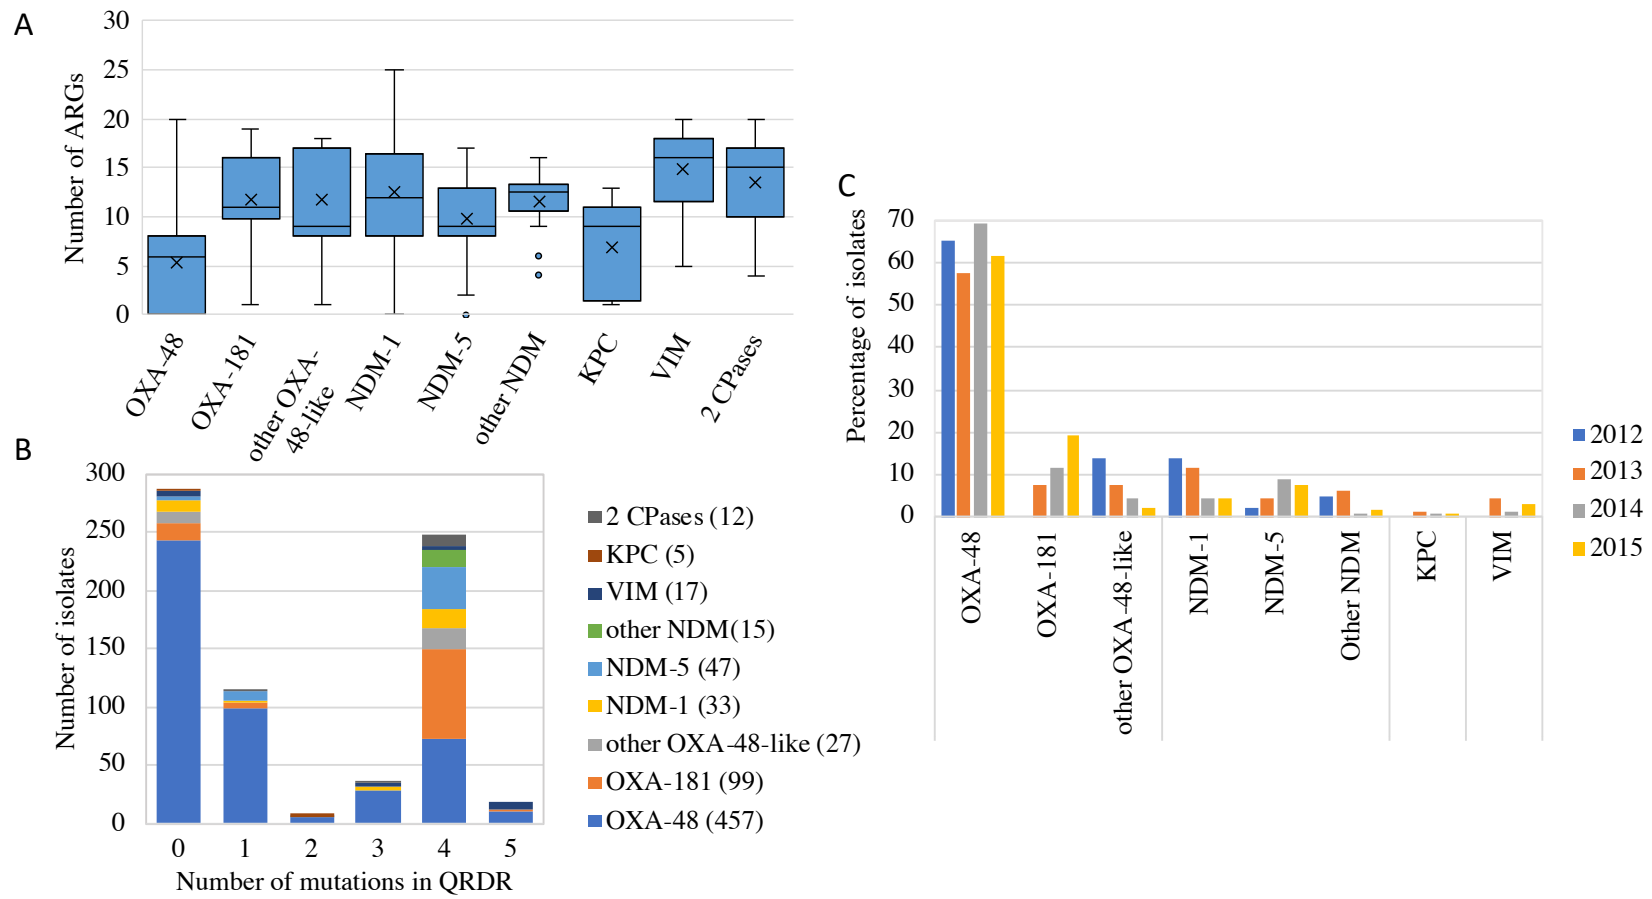 A
30
25
20
15
10
5
0
Number of ARGs
OXA-48
OXA-181
other OXA-
48-like
NDM-1
NDM-5
other NDM
KPC
VIM
2 CPases
B
300
250
200
150
100
50
0
Number of isolates
0 1 2 3 4 5
Number of mutations in QRDR
2 CPases (12)
KPC (5)
VIM (17)
other NDM(15)
NDM-5 (47)
NDM-1 (33)
other OXA-48-like (27)
OXA-181 (99)
OXA-48 (457)
C
70
60
50
40
30
20
10
0
Percentage of isolates
OXA-48
OXA-181
other OXA-48-like
NDM-1
NDM-5
Other NDM
KPC
VIM
2012
2013
2014
2015